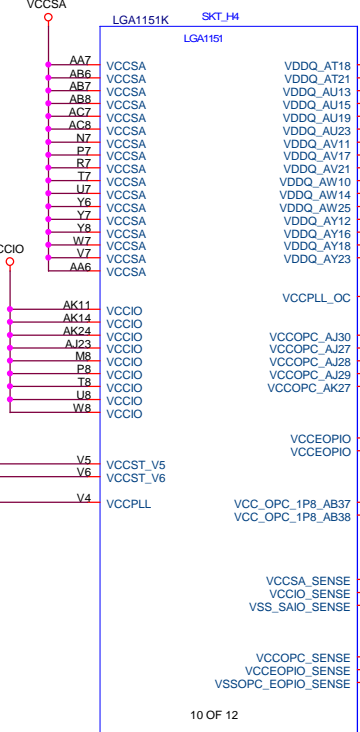 VCCSA
LGA1151K SKT_H4
LGA1151
AA7 VCCSA VDDQ_AT18
AB6 VCCSA VDDQ_AT21
AB7 VCCSA VDDQ_AU13
AB8 VCCSA VDDQ_AU15
AC7 VCCSA VDDQ_AU19
AC8 VCCSA VDDQ_AU23
N7 VCCSA VDDQ_AV11
P7 VCCSA VDDQ_AV17
R7 VCCSA VDDQ_AV21
T7 VCCSA VDDQ_AW10
U7 VCCSA VDDQ_AW14
Y6 VCCSA VDDQ_AW25
Y7 VCCSA VDDQ_AY12
Y8 VCCSA VDDQ_AY16
W7 VCCSA VDDQ_AY18
V7 VCCSA VDDQ_AY23
AA6 VCCSA
CCIO
VCCPLL_OC
AK11 VCCIO
AK14 VCCIO
AK24 VCCIO VCCOPC_AJ30
AJ23 VCCIO VCCOPC_AJ27
M8 VCCIO VCCOPC_AJ28
P8 VCCIO VCCOPC_AJ29
T8 VCCIO VCCOPC_AK27
U8 VCCIO
W8 VCCIO
VCCEOPIO
VCCEOPIO
V5 VCCST_V5
V6 VCCST_V6
V4 VCCPLL VCC_OPC_1P8_AB37
VCC_OPC_1P8_AB38
VCCSA_SENSE
VCCIO_SENSE
VSS_SAIO_SENSE
VCCOPC_SENSE
VCCEOPIO_SENSE
VSSOPC_EOPIO_SENSE
10 OF 12